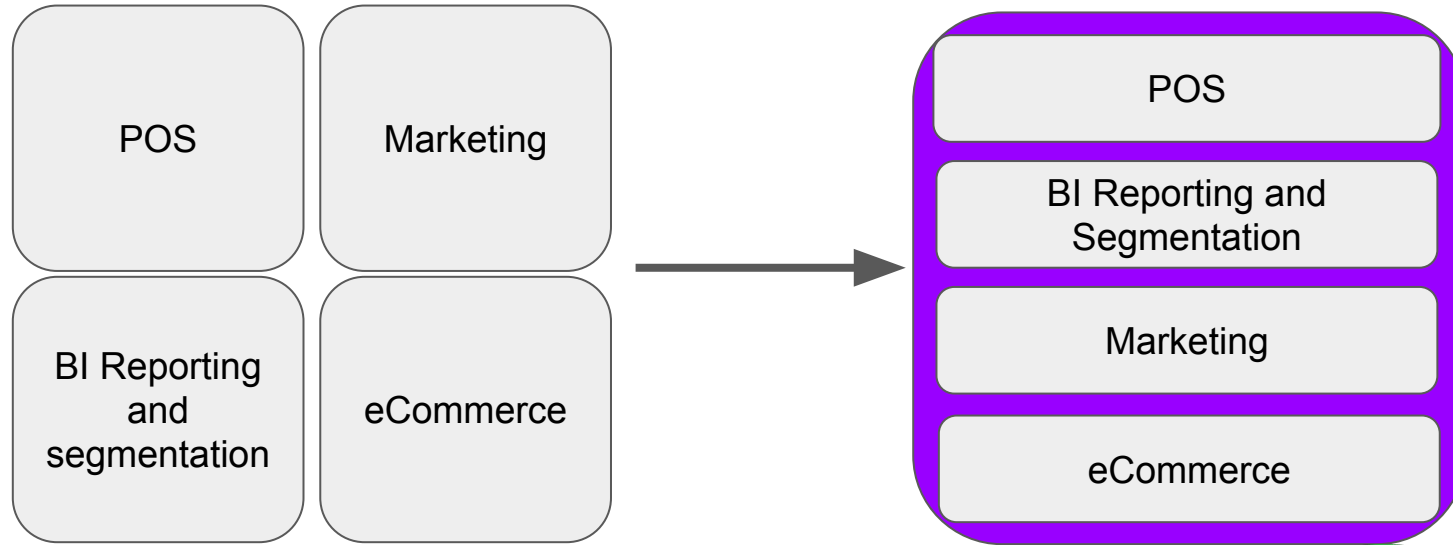 POS
Marketing
BI Reporting
and
segmentation
eCommerce
POS
BI Reporting and
Segmentation
Marketing
eCommerce